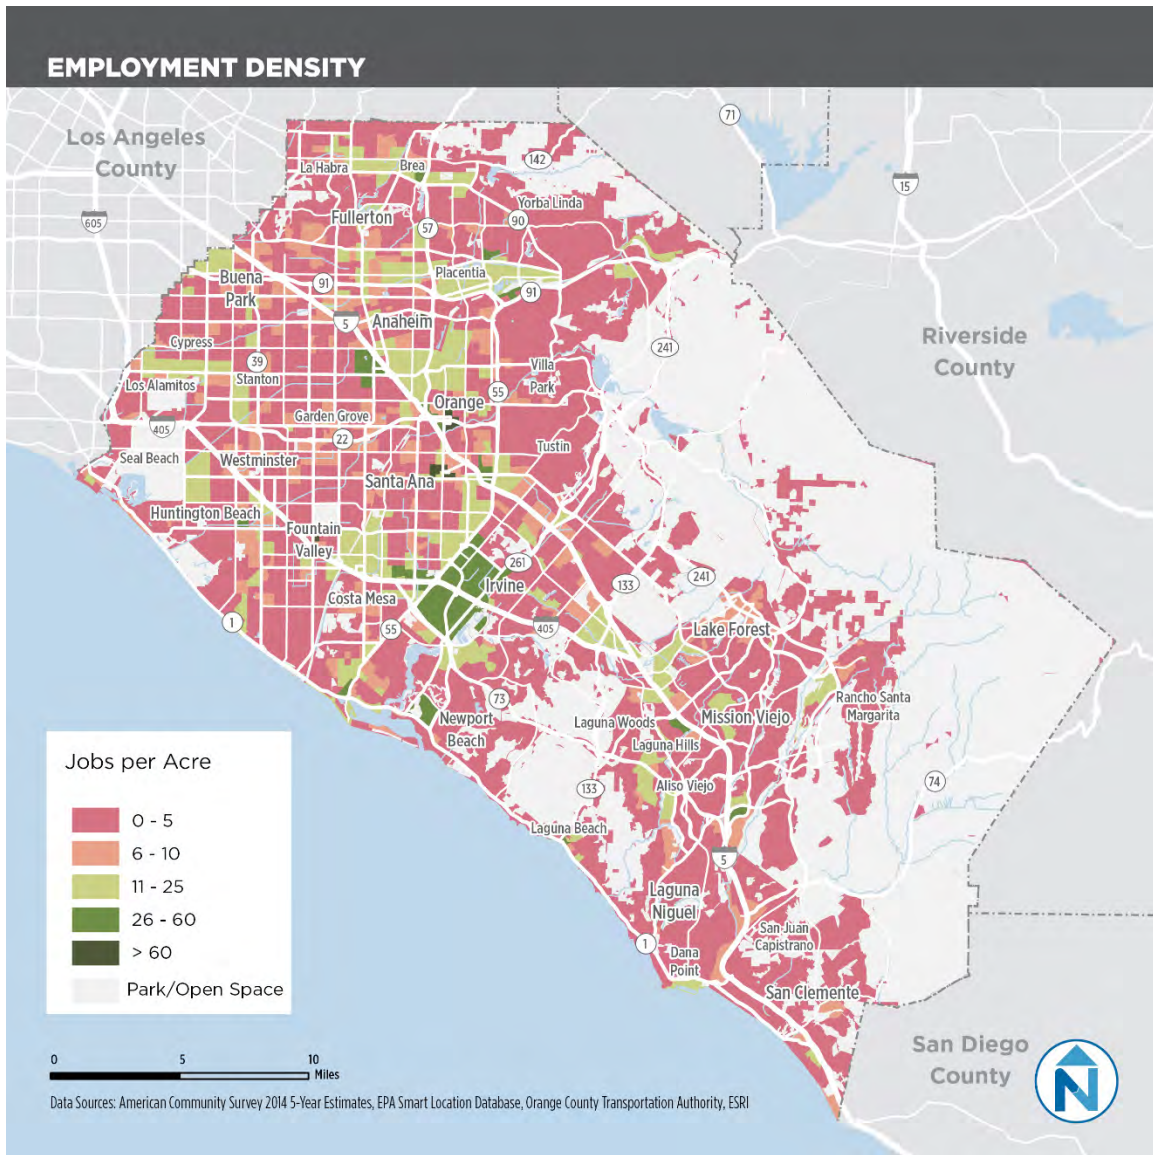 EMPLOYMENT DENSITY
Los Angeles
County
71
142
15
La Habra
Brea
605
Yorba Linda
Fullerton
57
90
Placentia
Buena
Park
91
91
5
Anaheim
Riverside
County
Cypress
39
241
Villa
Park
Los Alamitos
Stanton
55
Orange
Garden Grove
405
22
Tustin
Seal Beach
Westminster
Santa Ana
Huntington Beach
Fountain
Valley
261
Irvine
133
241
Costa Mesa
1
55
405
Lake Forest
73
Rancho Santa
Margarita
Newport
Beach
Laguna Woods
Mission Viejo
Laguna Hills
133
Aliso Viejo
74
Laguna Beach
5
Laguna
Niguel
1
San Juan
Capistrano
Dana
Point
San Clemente
San Diego
County
Jobs per Acre
0 - 5
6 - 10
11 - 25
26 - 60
> 60
Park/Open Space
0 5 10
Miles
N
Data Sources: American Community Survey 2014 5-Year Estimates, EPA Smart Location Database, Orange County Transportation Authority, ESRI